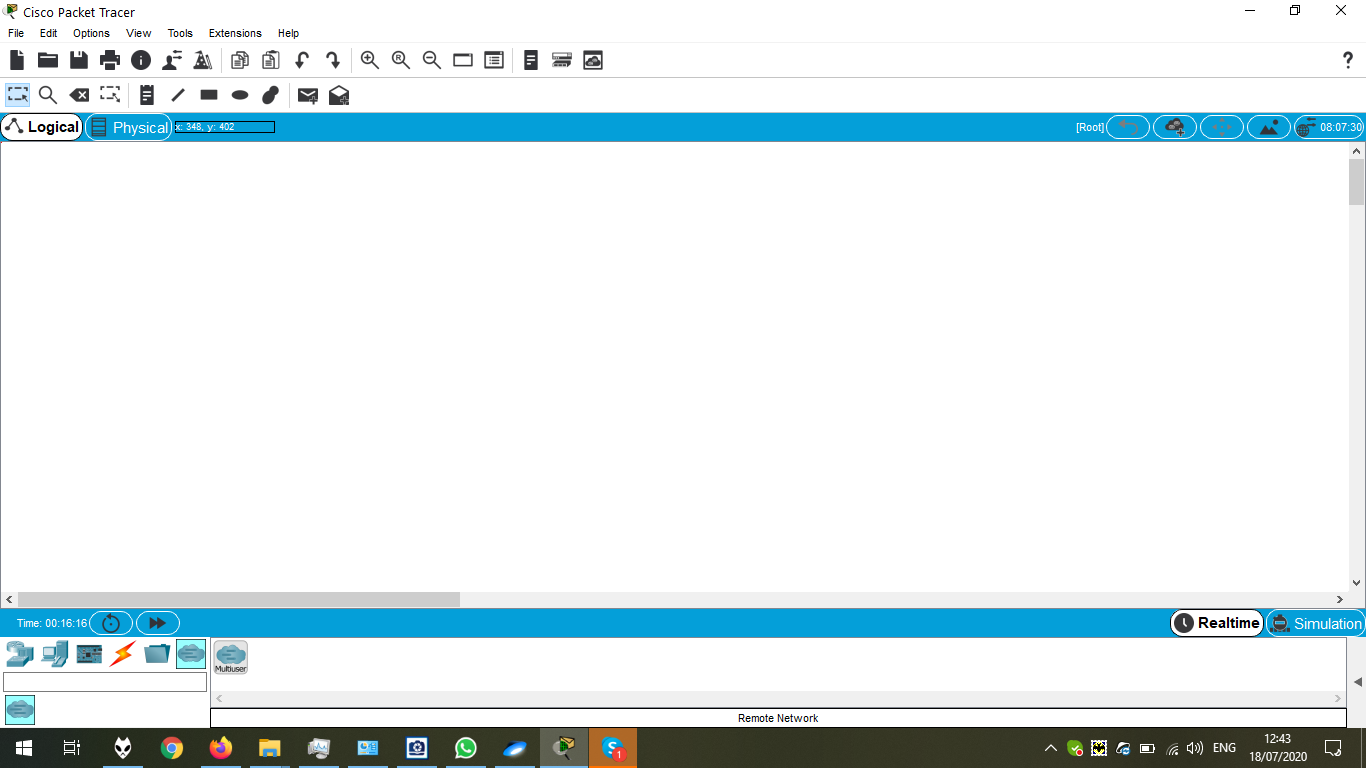 Cisco Packet Tracer
File Edit Options View Tools Extensions Help
R
?
Logical Physical x: 348, y: 402 [Root] 08:07:30
Time: 00:16:16 Realtime Simulation
Multiuser
Remote Network
S 1 ENG 12:43
18/07/2020